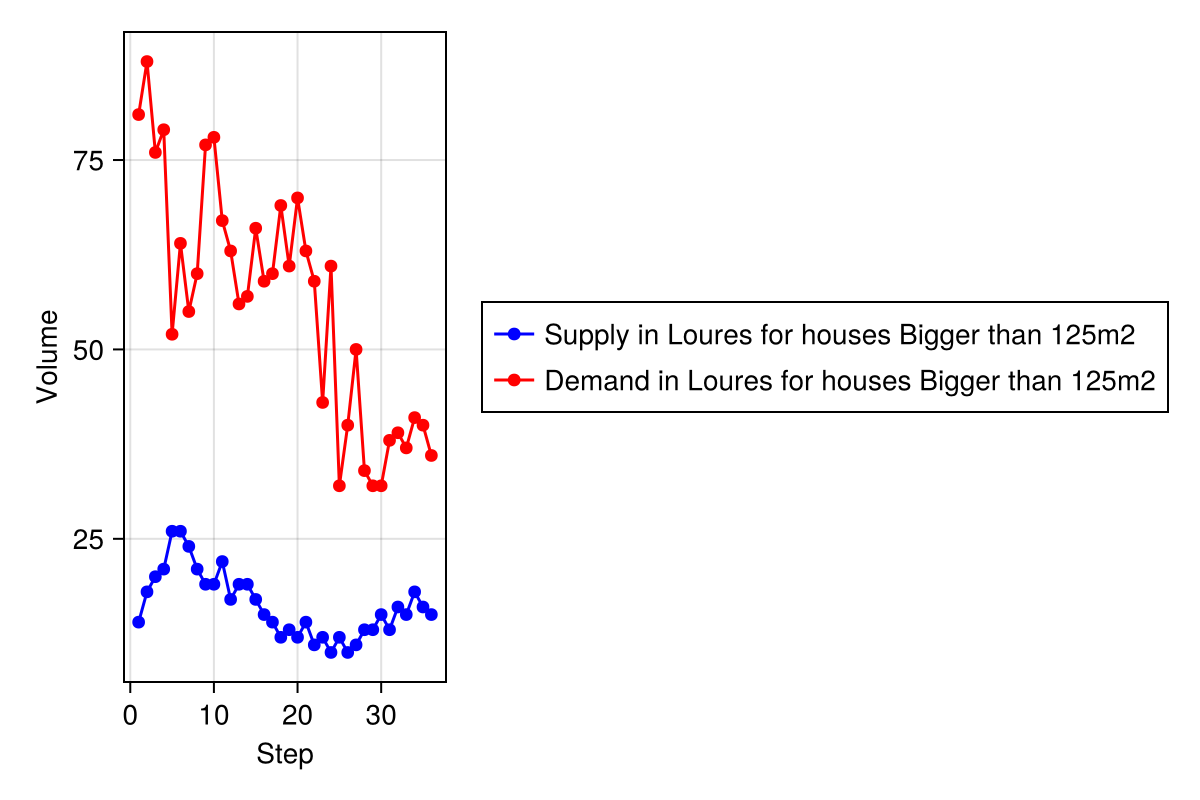 75
50
25
Volume
0 10 20 30
Step
Supply in Loures for houses Bigger than 125m2
Demand in Loures for houses Bigger than 125m2